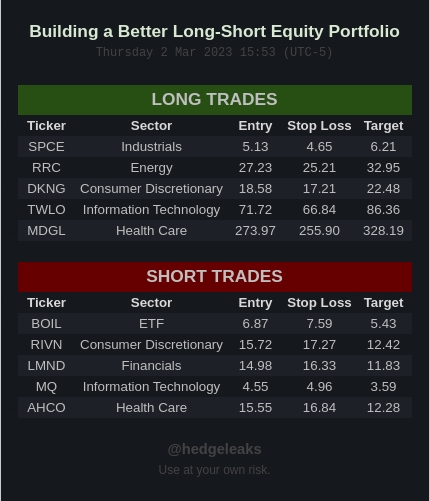 Building a Better Long-Short Equity Portfolio
Thursday 2 Mar 2023 15:53 (UTC-5)
LONG TRADES
Ticker Sector Entry Stop Loss Target
SPCE Industrials 5.13 4.65 6.21
RRC Energy 27.23 25.21 32.95
DKNG Consumer Discretionary 18.58 17.21 22.48
TWLO Information Technology 71.72 66.84 86.36
MDGL Health Care 273.97 255.90 328.19
SHORT TRADES
Ticker Sector Entry Stop Loss Target
BOIL ETF 6.87 7.59 5.43
RIVN Consumer Discretionary 15.72 17.27 12.42
LMND Financials 14.98 16.33 11.83
MQ Information Technology 4.55 4.96 3.59
AHCO Health Care 15.55 16.84 12.28
@hedgeleaks
Use at your own risk.